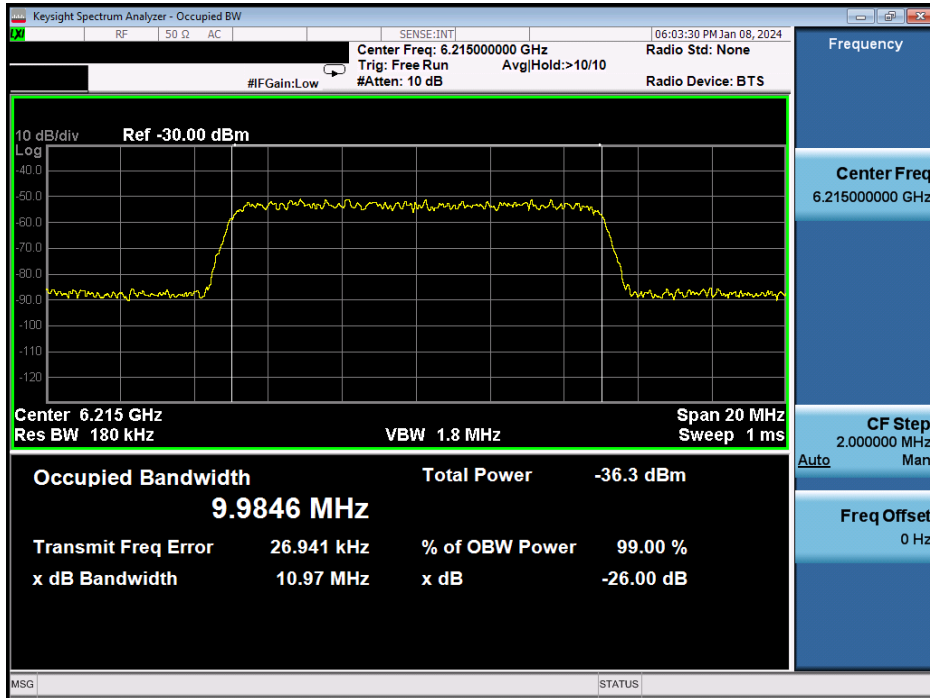 Keysight Spectrum Analyzer - Occupied BW
LXI RF 50 Ω AC SENSE:INT 06:03:30 PM Jan 08, 2024
Center Freq: 6.215000000 GHz Radio Std: None
Trig: Free Run Avg|Hold:>10/10
#IFGain:Low #Atten: 10 dB Radio Device: BTS
10 dB/div Ref -30.00 dBm
Log
-40.0
-50.0
-60.0
-70.0
-80.0
-90.0
-100
-110
-120
Center 6.215 GHz Span 20 MHz
Res BW 180 kHz VBW 1.8 MHz Sweep 1 ms
Occupied Bandwidth Total Power -36.3 dBm
9.9846 MHz
Transmit Freq Error 26.941 kHz % of OBW Power 99.00 %
x dB Bandwidth 10.97 MHz x dB -26.00 dB
MSG STATUS
Frequency
Center Freq
6.215000000 GHz
CF Step
2.000000 MHz
Auto Man
Freq Offset
0 Hz